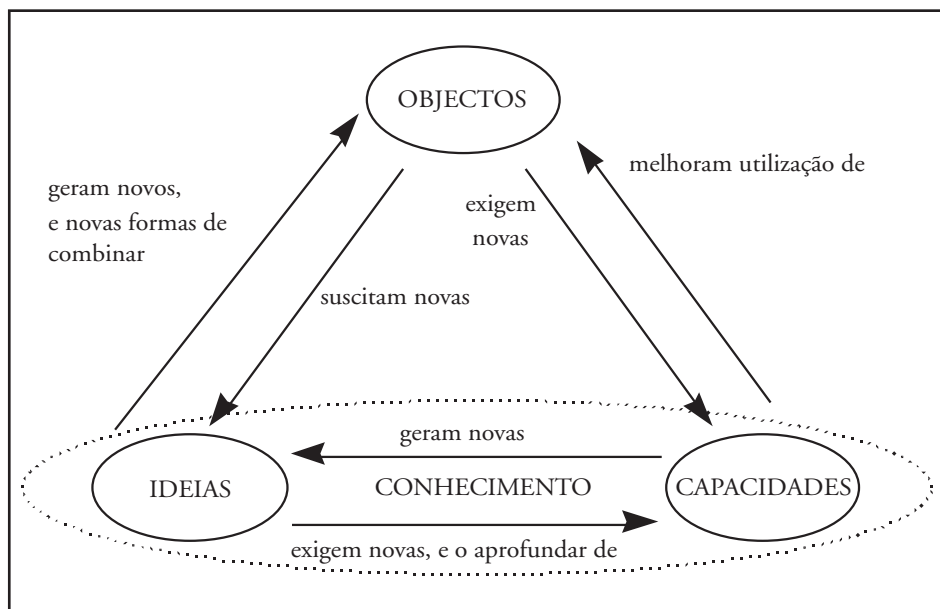 OBJECTOS
melhoram utilização de
geram novos,
e novas formas de
combinar
exigem
novas
suscitam novas
geram novas
IDEIAS
CONHECIMENTO
CAPACIDADES
exigem novas, e o aprofundar de